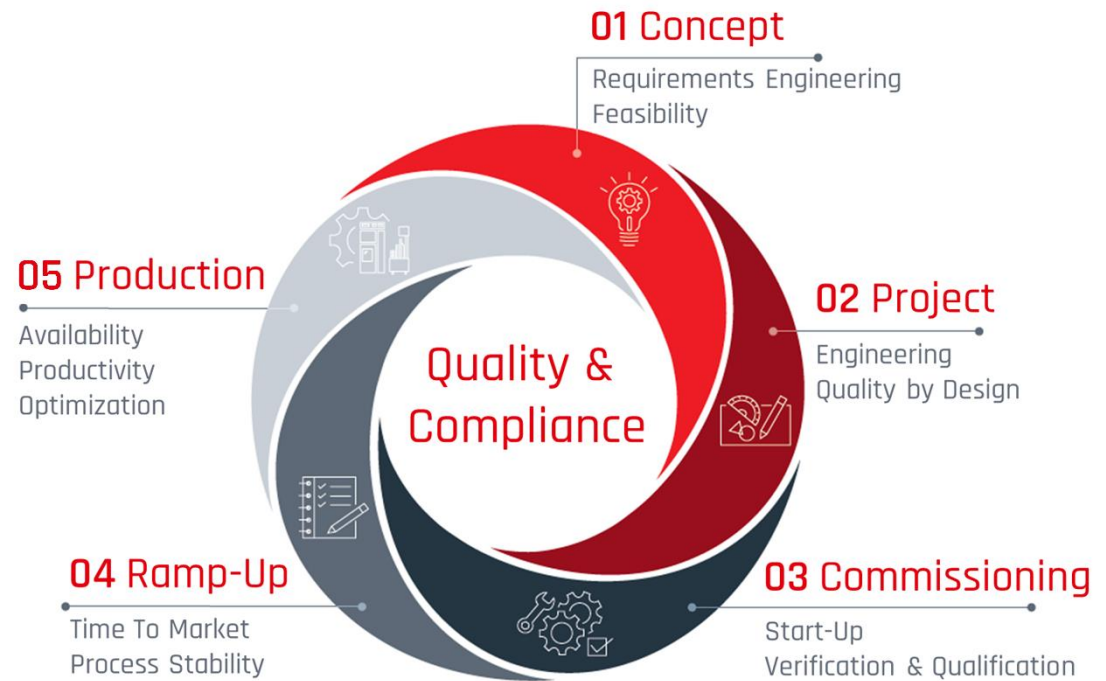 01 Concept
Requirements Engineering
Feasibility
02 Project
Engineering
Quality by Design
03 Commissioning
Start-Up
Verification & Qualification
04 Ramp-Up
Time To Market
Process Stability
05 Production
Availability
Productivity
Optimization
Quality &
Compliance